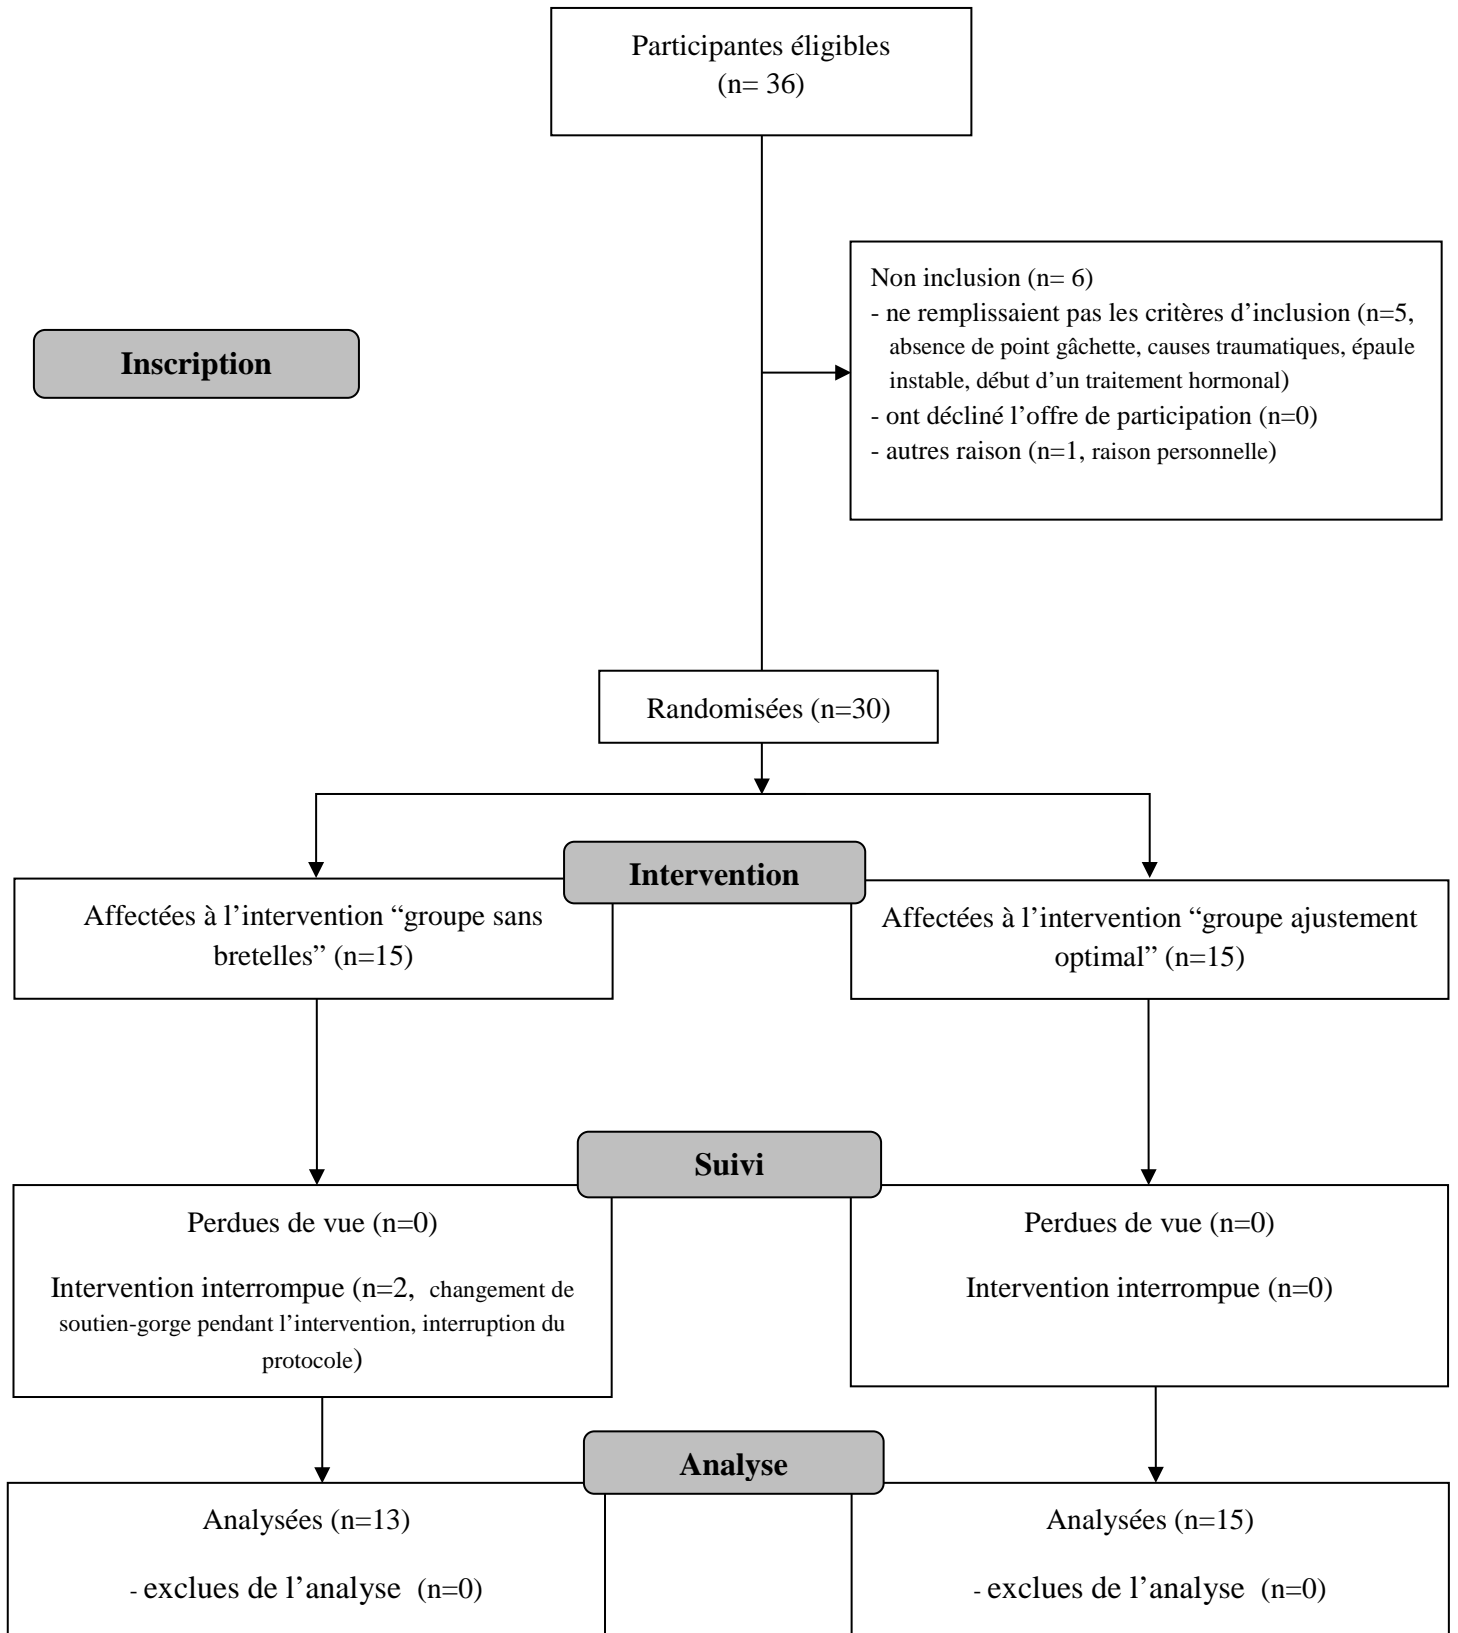 Participantes éligibles
(n= 36)
Non inclusion (n= 6)
- ne remplissaient pas les critères d’inclusion (n=5,
absence de point gâchette, causes traumatiques, épaule
instable, début d’un traitement hormonal)
- ont décliné l’offre de participation (n=0)
- autres raison (n=1, raison personnelle)
Inscription
Randomisées (n=30)
Intervention
Affectées à l’intervention “groupe sans
bretelles” (n=15)
Affectées à l’intervention “groupe ajustement
optimal” (n=15)
Suivi
Perdues de vue (n=0)
Intervention interrompue (n=2, changement de
soutien-gorge pendant l’intervention, interruption du
protocole)
Perdues de vue (n=0)
Intervention interrompue (n=0)
Analyse
Analysées (n=13)
- exclues de l’analyse (n=0)
Analysées (n=15)
- exclues de l’analyse (n=0)